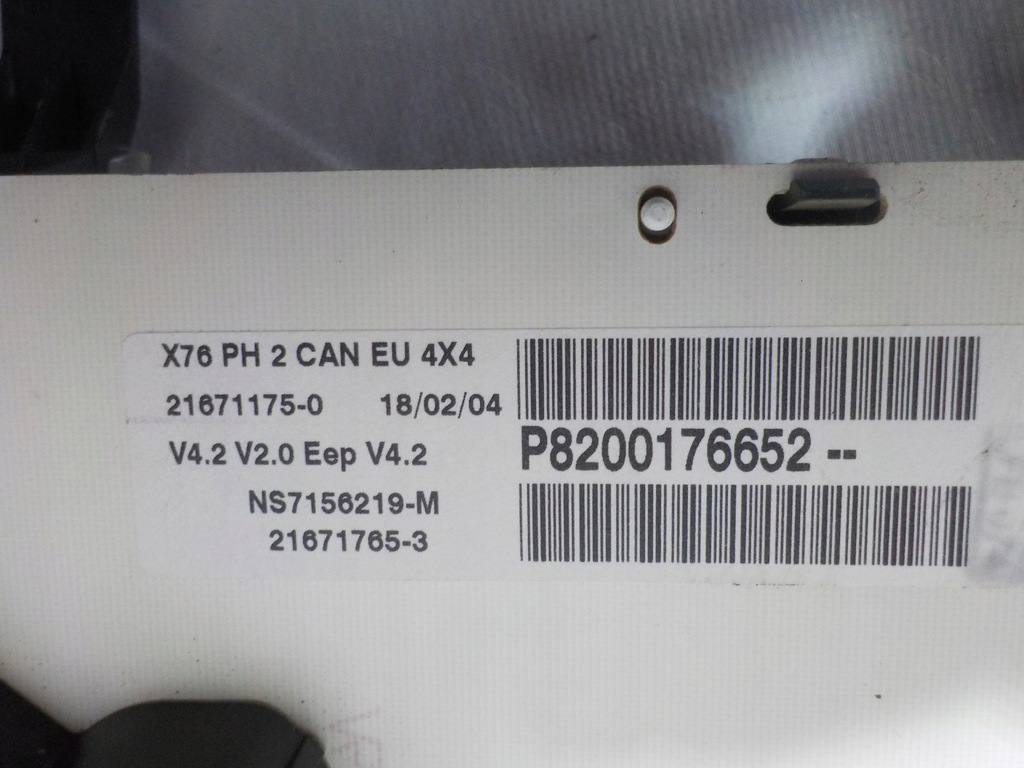 X76 PH 2 CAN EU 4X4
21671175-0 18/02/04
V4.2 V2.0 Eep V4.2
NS7156219-M
21671765-3
P8200176652 --